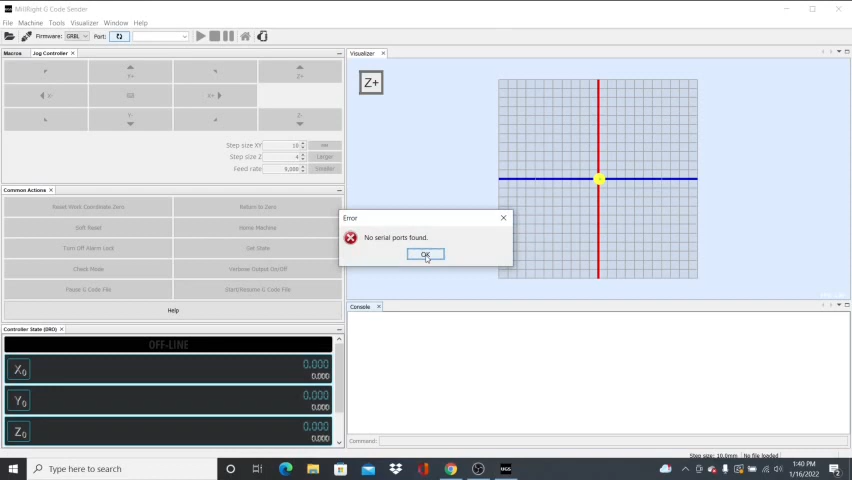 MillRight G Code Sender
File Machine Tools Visualizer Window Help
Firmware: GRBL Port:
Macros Jog Controller
Y+ Z+
X- X+
Y- Z-
Step size XY 10
Step size Z 4 Larger
Feed rate 9,000 Smaller
Common Actions
Reset Work Coordinate Zero Return to Zero
Soft Reset Home Machine
Turn Off Alarm Lock Get State
Check Mode Verbose Output On/Off
Pause G Code File Start/Resume G Code File
Help
Controller State (DRO)
OFF-LINE
X0 0.000
0.000
Y0 0.000
0.000
Z0 0.000
0.000
Visualizer
Z+
Error
No serial ports found.
OK
Console
Command:
Step size: 10.0mm No file loaded
Type here to search
1:40 PM
1/16/2022
2